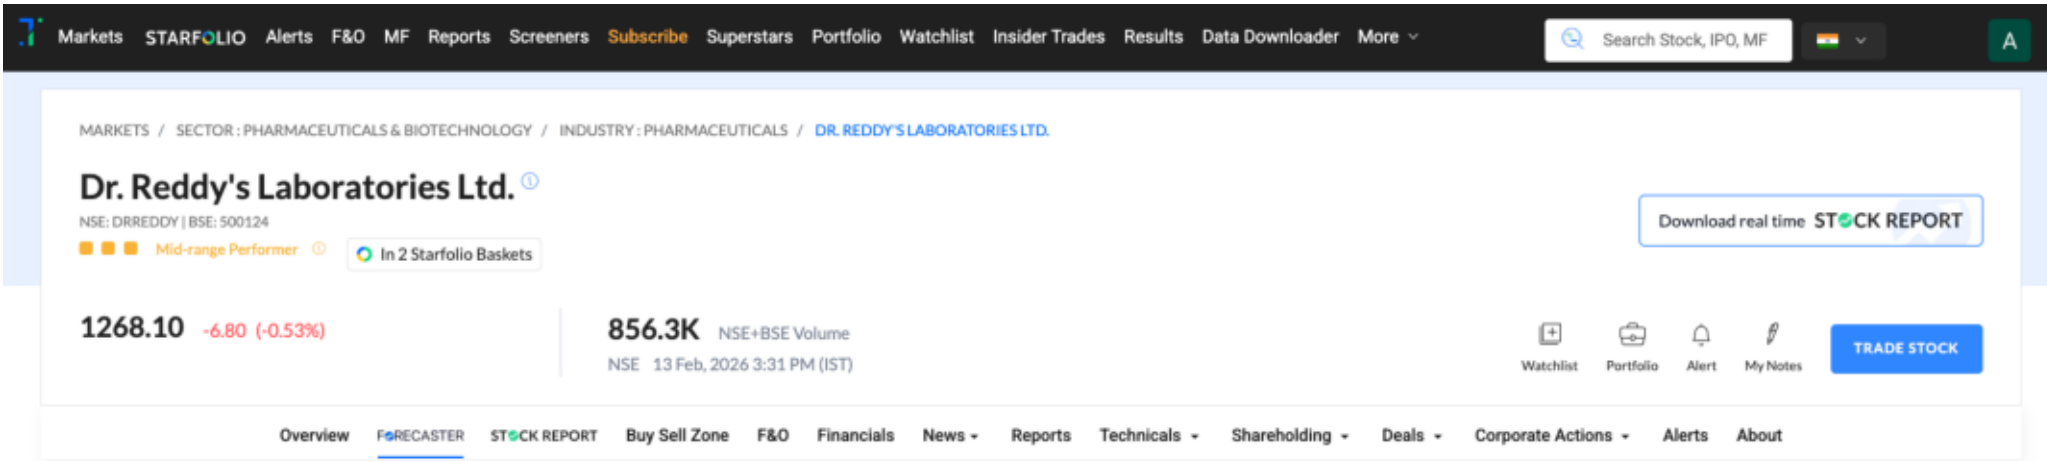 Markets STARFOLIO Alerts F&O MF Reports Screeners Subscribe Superstars Portfolio Watchlist Insider Trades Results Data Downloader More Search Stock, IPO, MF A
MARKETS / SECTOR : PHARMACEUTICALS & BIOTECHNOLOGY / INDUSTRY : PHARMACEUTICALS / DR. REDDY'S LABORATORIES LTD.
Dr. Reddy's Laboratories Ltd.
NSE: DRREDDY | BSE: 500124
Mid-range Performer In 2 Starfolio Baskets
Download real time STOCK REPORT
1268.10 -6.80 (-0.53%)
856.3K NSE+BSE Volume
NSE 13 Feb, 2026 3:31 PM (IST)
Watchlist Portfolio Alert My Notes
TRADE STOCK
Overview FORECASTER STOCK REPORT Buy Sell Zone F&O Financials News Reports Technicals Shareholding Deals Corporate Actions Alerts About